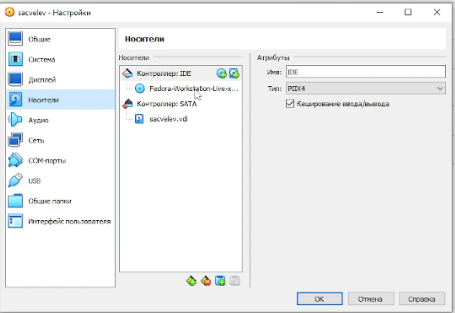 sacvelev - Настройки
Общие
Система
Дисплей
Носители
Аудио
Сеть
COM-порты
USB
Общие папки
Интерфейс пользователя
Носители
Носители
Контроллер: IDE
Fedora-Workstation-Live-x...
Контроллер: SATA
sacvelev.vdi
Атрибуты
Имя: IDE
Тип: PIIX4
Кеширование ввода/вывода
OK Отмена Справка